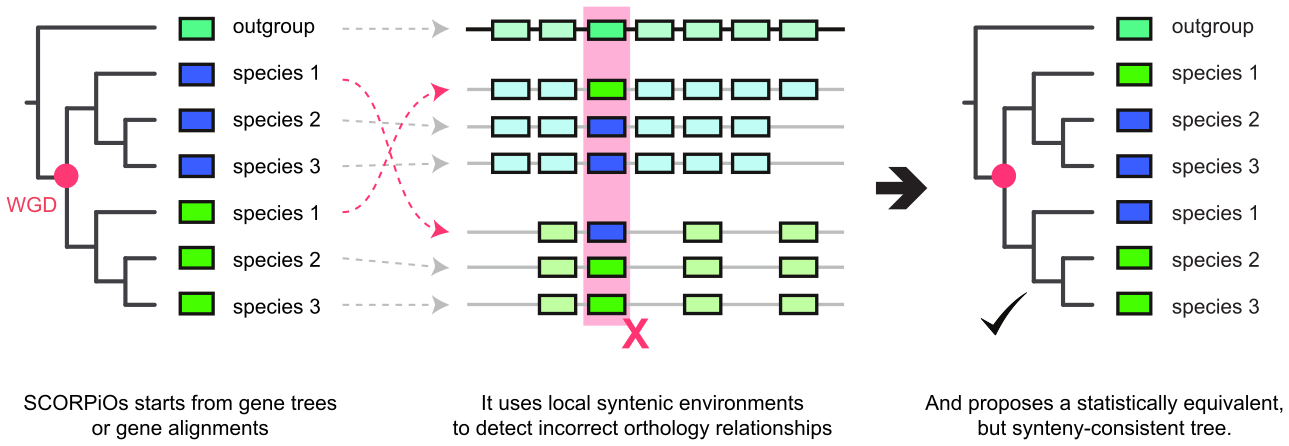 outgroup
species 1
species 2
species 3
species 1
species 2
species 3
WGD
X
outgroup
species 1
species 2
species 3
species 1
species 2
species 3
SCORPiOs starts from gene trees
or gene alignments
It uses local syntenic environments
to detect incorrect orthology relationships
And proposes a statistically equivalent,
but synteny-consistent tree.